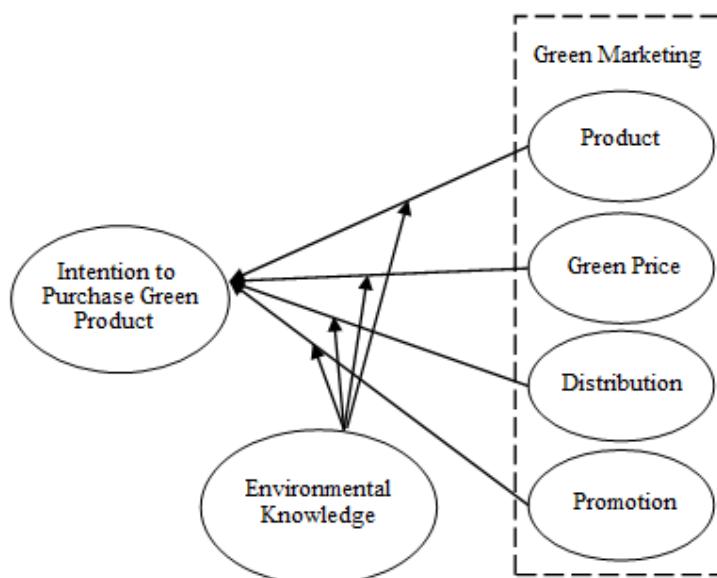 Green Marketing
Product
Green Price
Distribution
Promotion
Intention to
Purchase Green
Product
Environmental
Knowledge